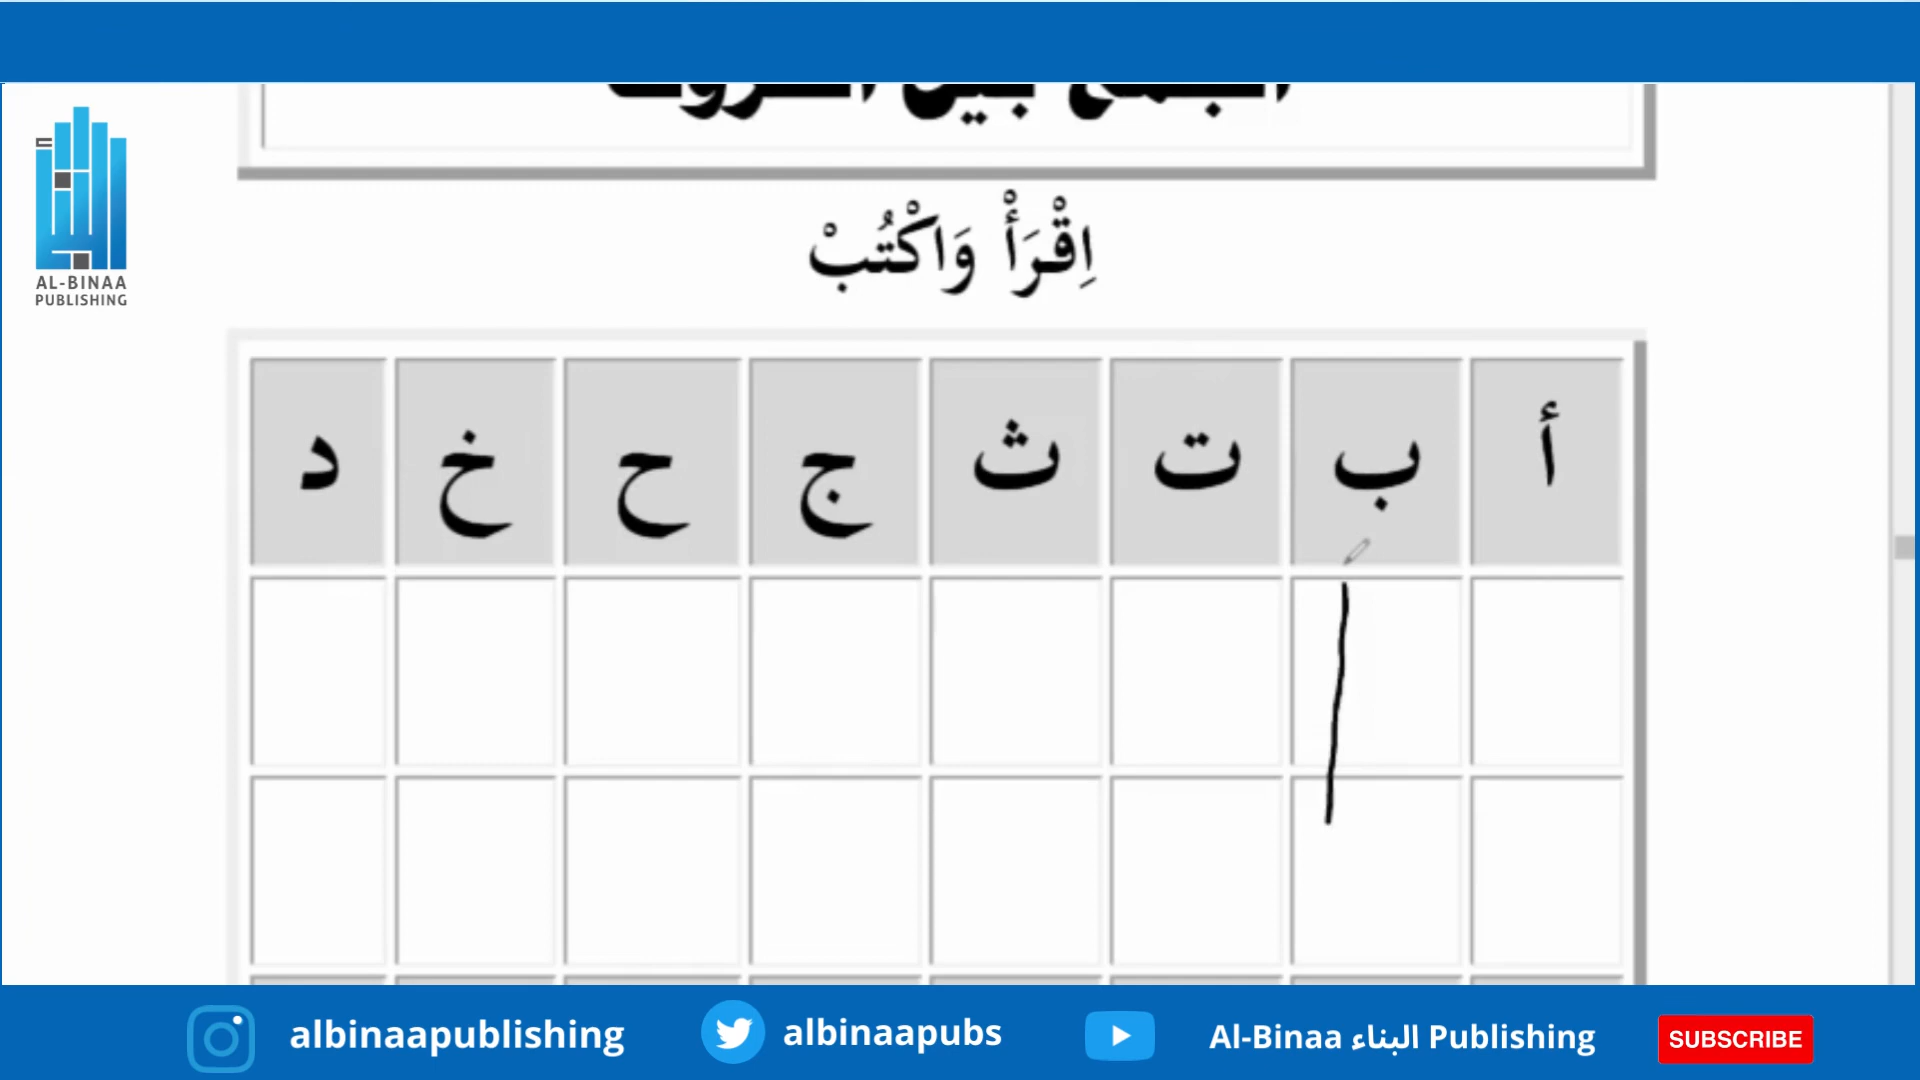 AL-BINAA
PUBLISHING
اِقْرَأْ وَاكْتُبْ
أ ب ت ث ج ح خ د
albinaapublishing
albinaapubs
Al-Binaa البناء Publishing
SUBSCRIBE